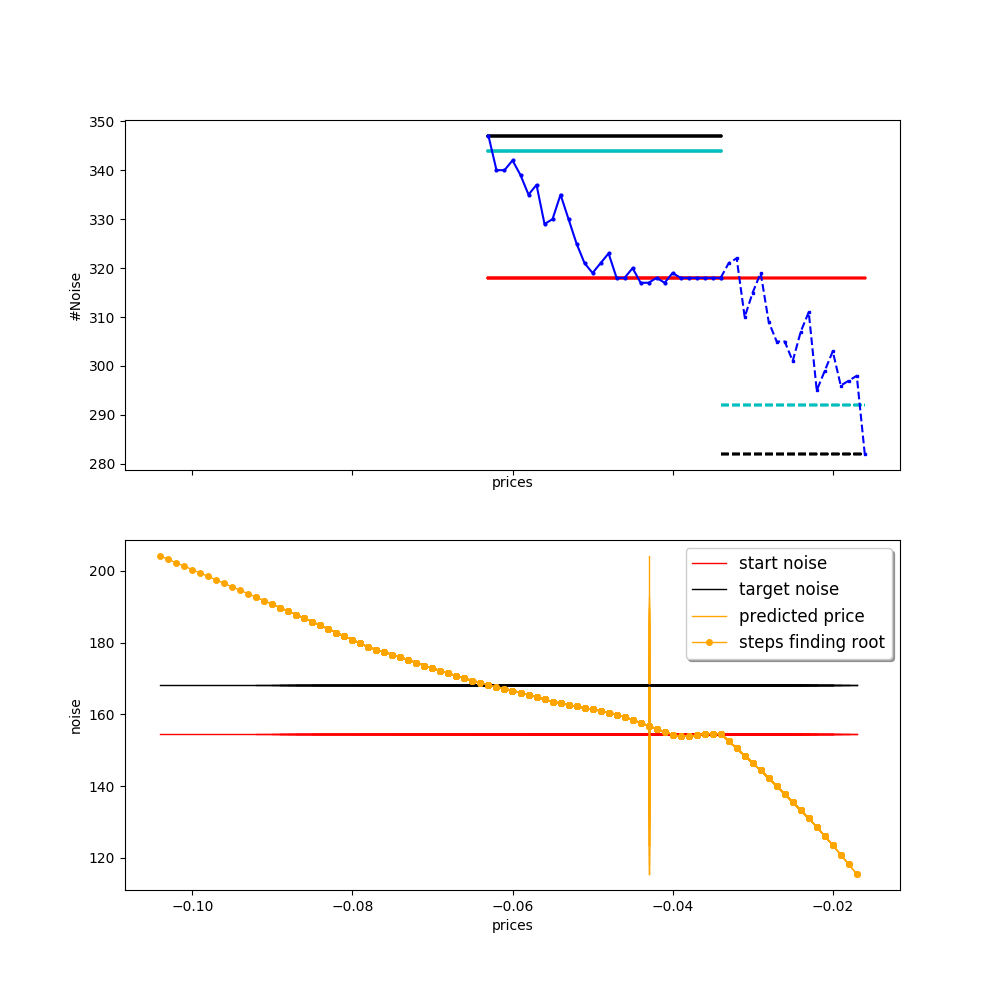 350
340
330
320
310
300
290
280
#Noise
prices
200
180
160
140
120
noise
start noise
target noise
predicted price
steps finding root
−0.10
−0.08
−0.06
−0.04
−0.02
prices